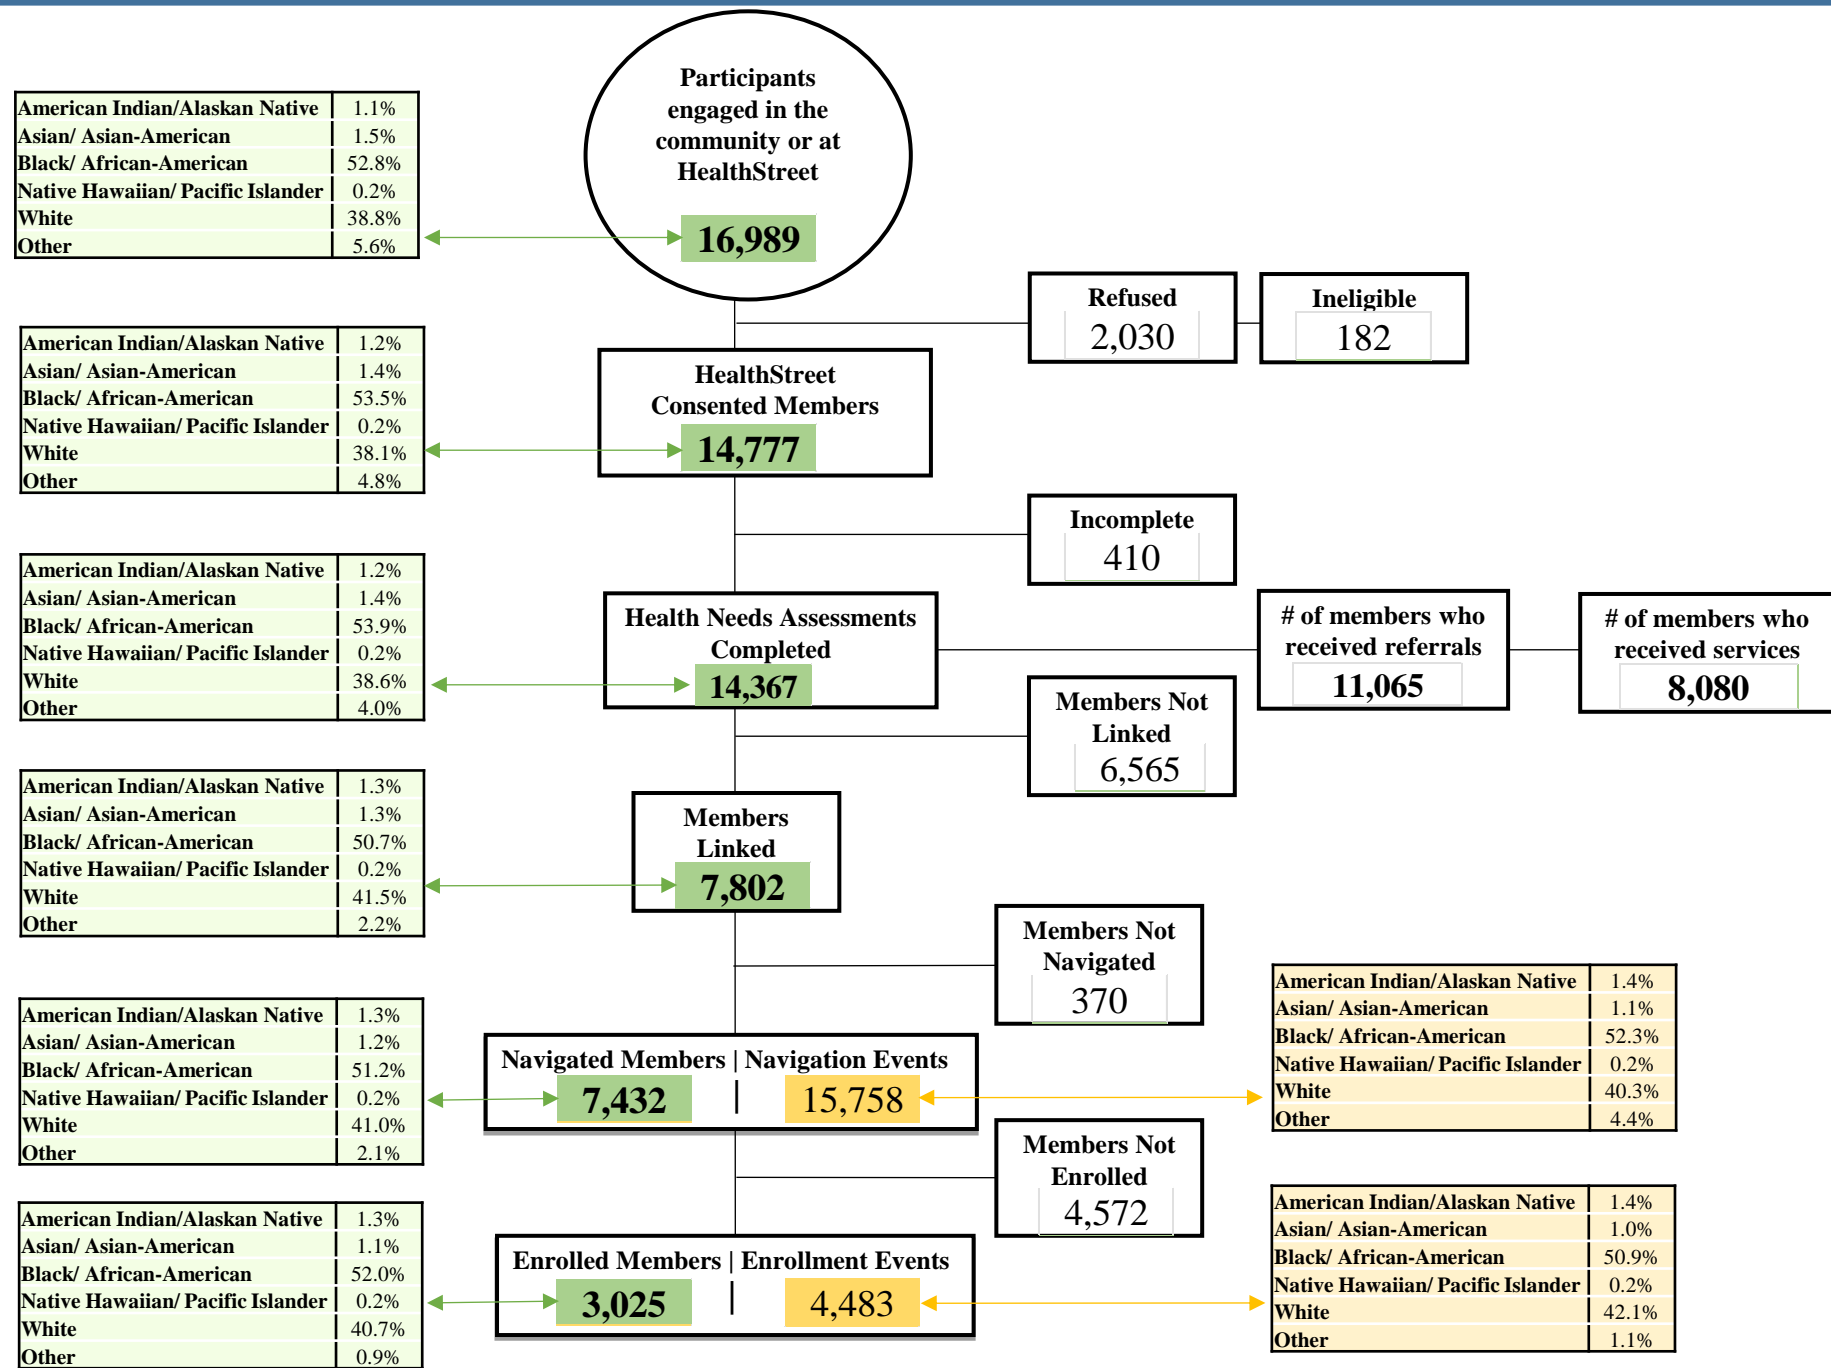 Participants
engaged in the
community or at
HealthStreet
16,989
American Indian/Alaskan Native 1.1%
Asian/ Asian-American 1.5%
Black/ African-American 52.8%
Native Hawaiian/ Pacific Islander 0.2%
White 38.8%
Other 5.6%
Refused
2,030
Ineligible
182
HealthStreet
Consented Members
14,777
American Indian/Alaskan Native 1.2%
Asian/ Asian-American 1.4%
Black/ African-American 53.5%
Native Hawaiian/ Pacific Islander 0.2%
White 38.1%
Other 4.8%
Incomplete
410
Health Needs Assessments
Completed
14,367
American Indian/Alaskan Native 1.2%
Asian/ Asian-American 1.4%
Black/ African-American 53.9%
Native Hawaiian/ Pacific Islander 0.2%
White 38.6%
Other 4.0%
# of members who
received referrals
11,065
# of members who
received services
8,080
Members Not
Linked
6,565
Members
Linked
7,802
American Indian/Alaskan Native 1.3%
Asian/ Asian-American 1.3%
Black/ African-American 50.7%
Native Hawaiian/ Pacific Islander 0.2%
White 41.5%
Other 2.2%
Members Not
Navigated
370
Navigated Members | Navigation Events
7,432 | 15,758
American Indian/Alaskan Native 1.3%
Asian/ Asian-American 1.2%
Black/ African-American 51.2%
Native Hawaiian/ Pacific Islander 0.2%
White 41.0%
Other 2.1%
American Indian/Alaskan Native 1.4%
Asian/ Asian-American 1.1%
Black/ African-American 52.3%
Native Hawaiian/ Pacific Islander 0.2%
White 40.3%
Other 4.4%
Members Not
Enrolled
4,572
Enrolled Members | Enrollment Events
3,025 | 4,483
American Indian/Alaskan Native 1.3%
Asian/ Asian-American 1.1%
Black/ African-American 52.0%
Native Hawaiian/ Pacific Islander 0.2%
White 40.7%
Other 0.9%
American Indian/Alaskan Native 1.4%
Asian/ Asian-American 1.0%
Black/ African-American 50.9%
Native Hawaiian/ Pacific Islander 0.2%
White 42.1%
Other 1.1%